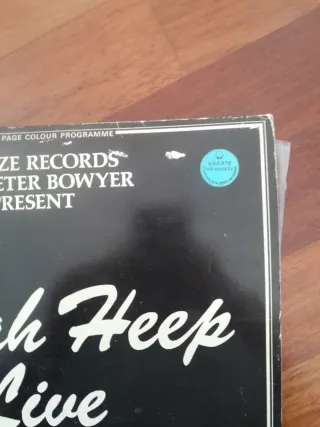 PAGE COLOUR PROGRAMME
ZE RECORDS
ETER BOWYER
PRESENT
h Heep
Live